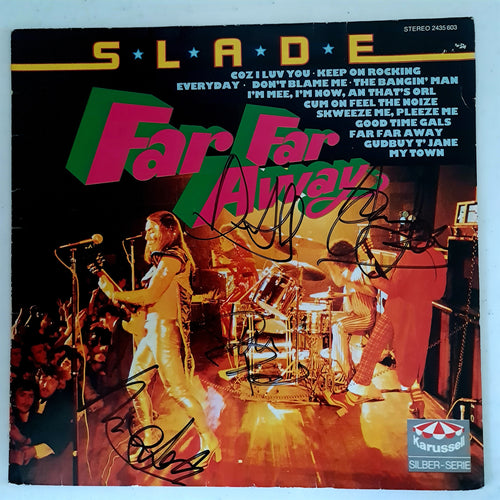 STEREO 2435 603
S★L★A★D★E
COZ I LUV YOU · KEEP ON ROCKING
EVERYDAY · DON'T BLAME ME · THE BANGIN' MAN
I'M MEE, I'M NOW, AN THAT'S ORL
CUM ON FEEL THE NOIZE
SKWEEZE ME, PLEEZE ME
GOOD TIME GALS
FAR FAR AWAY
GUDBUY T' JANE
MY TOWN
Far Far
Away
Karussell
SILBER-SERIE